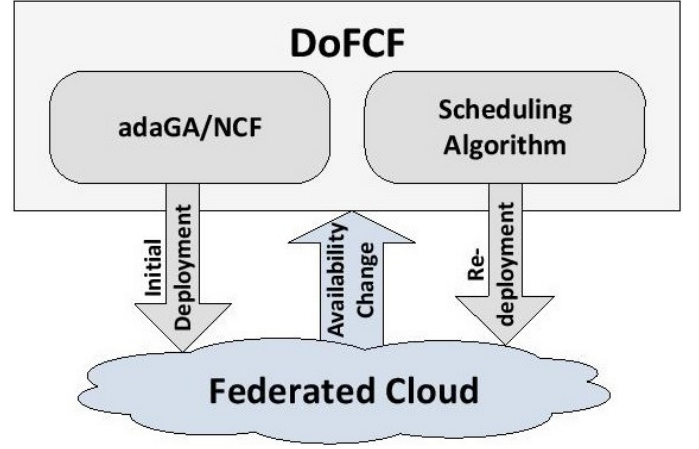 DoFCF
adaGA/NCF
Scheduling
Algorithm
Initial
Deployment
Availability
Change
Re-
deployment
Federated Cloud